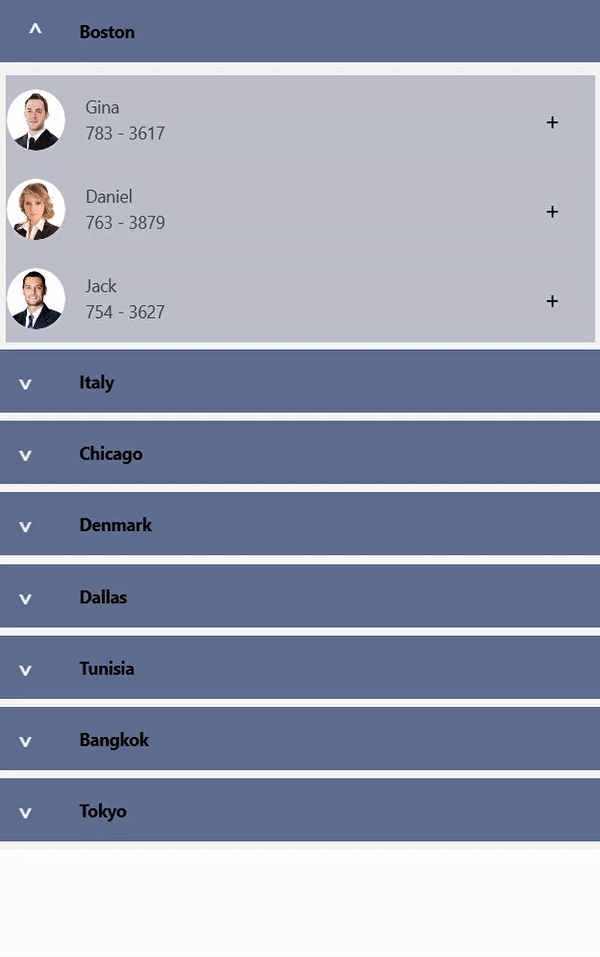 Boston
Gina
783 - 3617
Daniel
763 - 3879
Jack
754 - 3627
Italy
Chicago
Denmark
Dallas
Tunisia
Bangkok
Tokyo